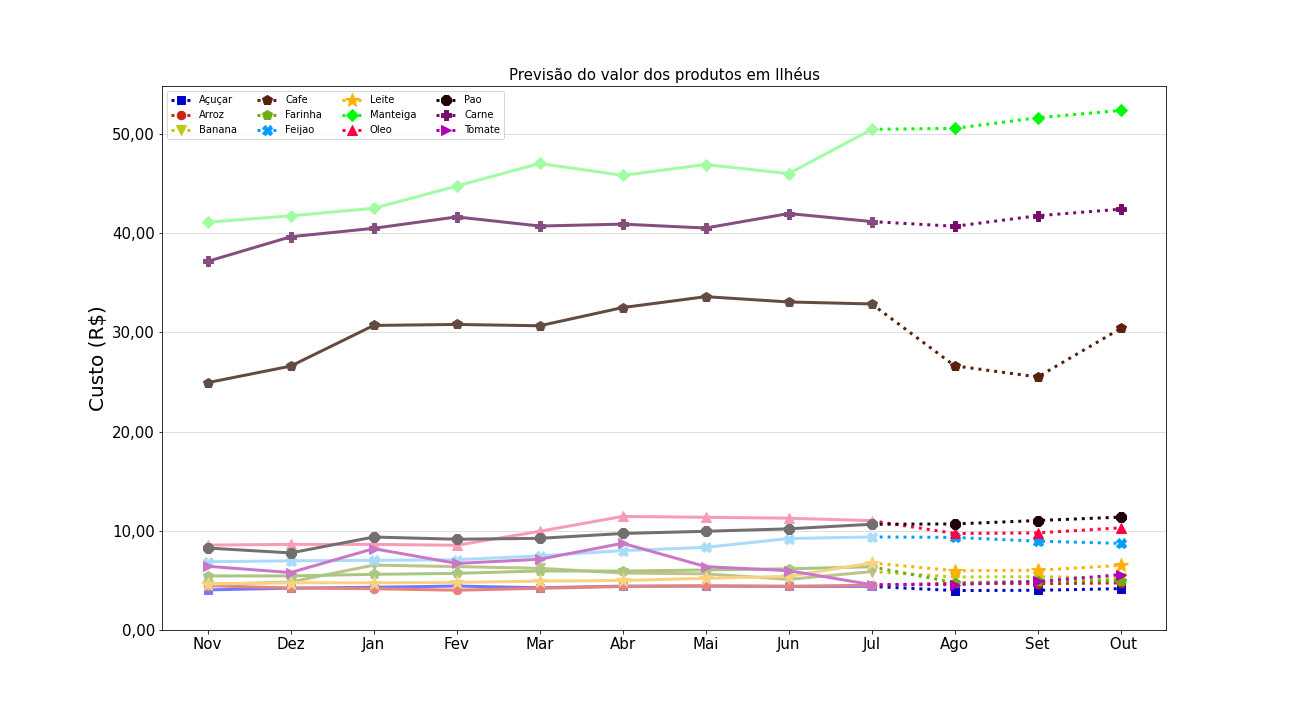 Previsão do valor dos produtos em Ilhéus
Açuçar Cafe Leite Pao
Arroz Farinha Manteiga Carne
Banana Feijao Oleo Tomate
Custo (R$)
50,00
40,00
30,00
20,00
10,00
0,00
Nov Dez Jan Fev Mar Abr Mai Jun Jul Ago Set Out